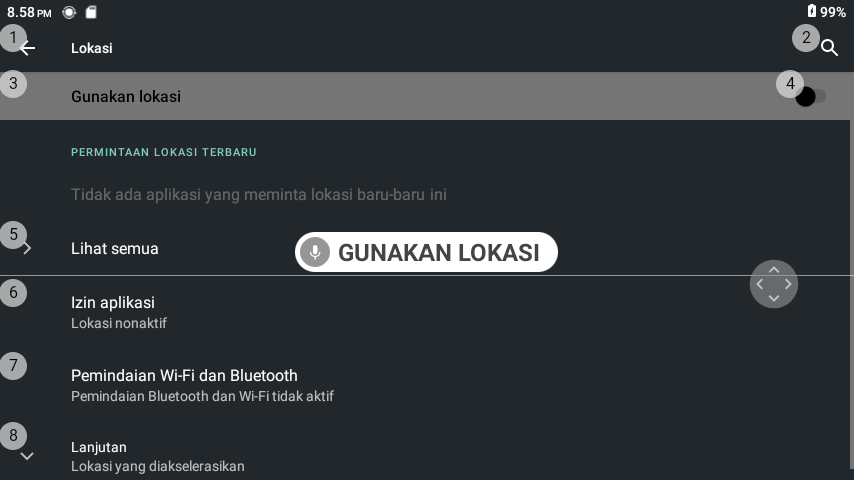 8.58 PM 99%
1 2
Lokasi
3 4
Gunakan lokasi
PERMINTAAN LOKASI TERBARU
Tidak ada aplikasi yang meminta lokasi baru-baru ini
5
Lihat semua
GUNAKAN LOKASI
6
Izin aplikasi
Lokasi nonaktif
7
Pemindaian Wi-Fi dan Bluetooth
Pemindaian Bluetooth dan Wi-Fi tidak aktif
8
Lanjutan
Lokasi yang diakselerasikan